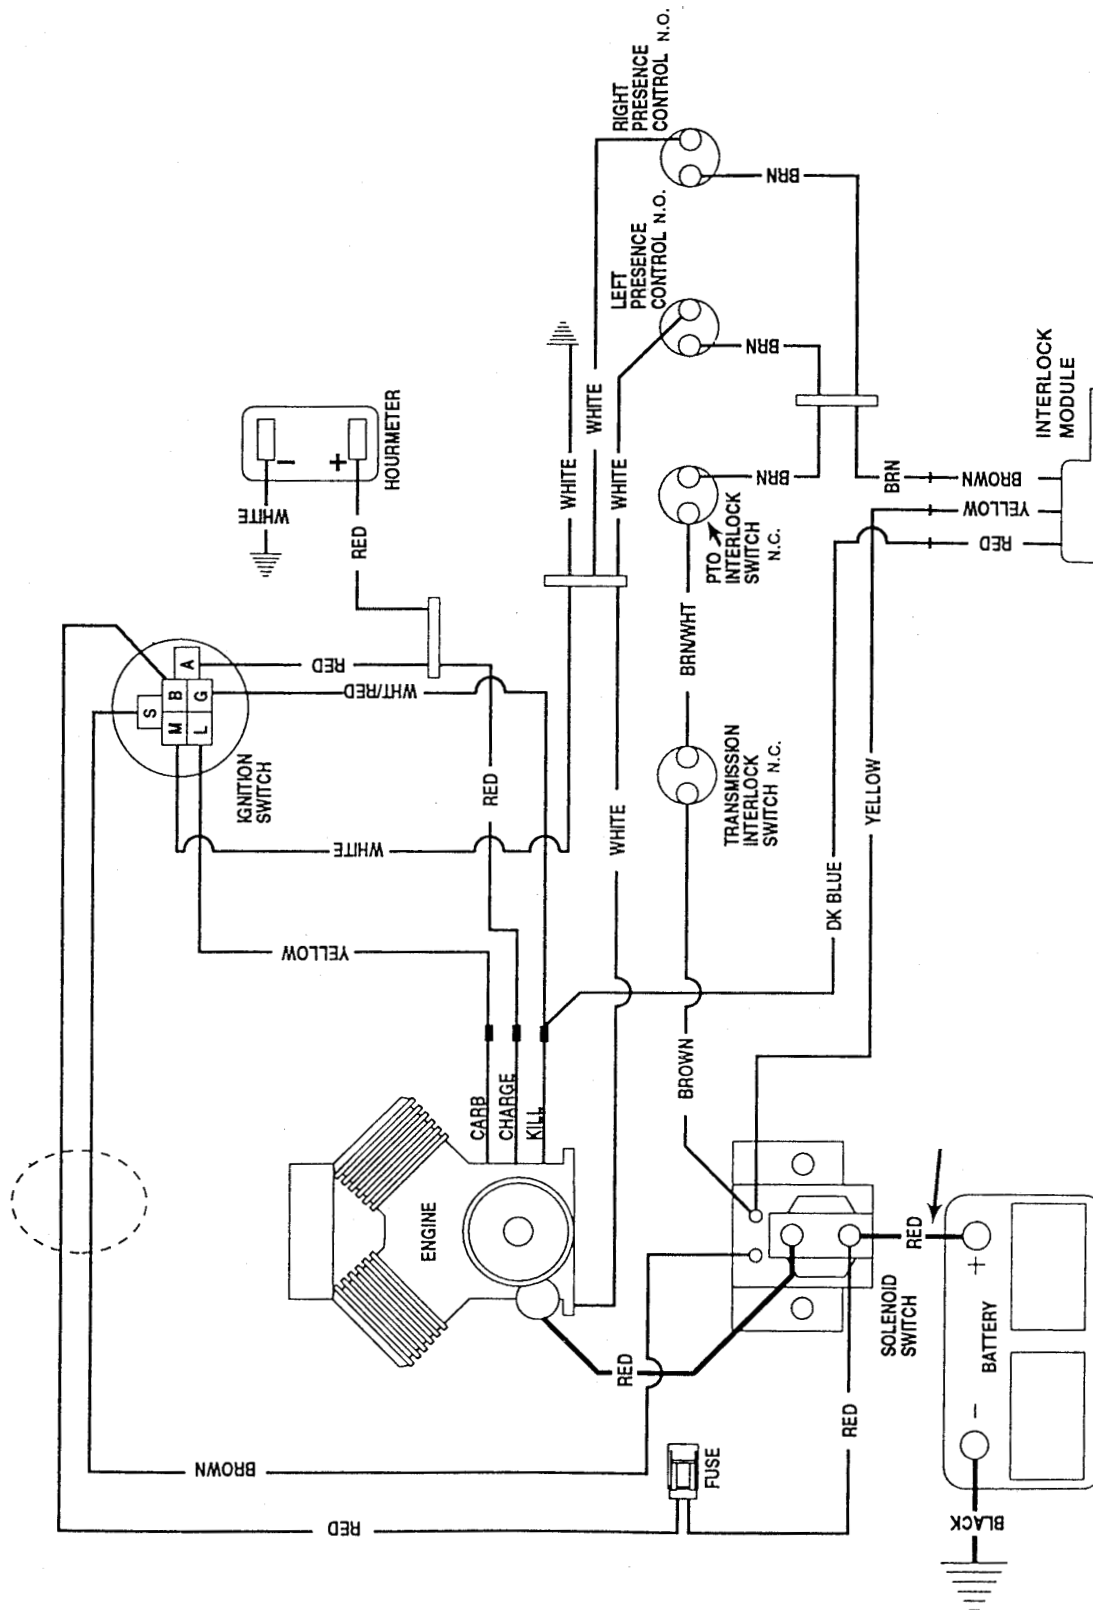 RIGHT
PRESENCE
CONTROL N.O.
LEFT
PRESENCE
CONTROL N.O.
BRN
BRN
BRN
BRN
WHITE
WHITE
WHITE
WHITE
HOURMETER
-
+
WHITE
RED
INTERLOCK
MODULE
BROWN
YELLOW
RED
PTO
INTERLOCK
SWITCH
N.C.
BRN/WHT
A
B
G
S
M
L
IGNITION
SWITCH
RED
WHT/RED
RED
WHITE
YELLOW
TRANSMISSION
INTERLOCK
SWITCH N.C.
YELLOW
DK BLUE
BROWN
CARB
CHARGE
KILL
ENGINE
RED
RED
SOLENOID
SWITCH
RED
BATTERY
+
-
BLACK
FUSE
BROWN
RED